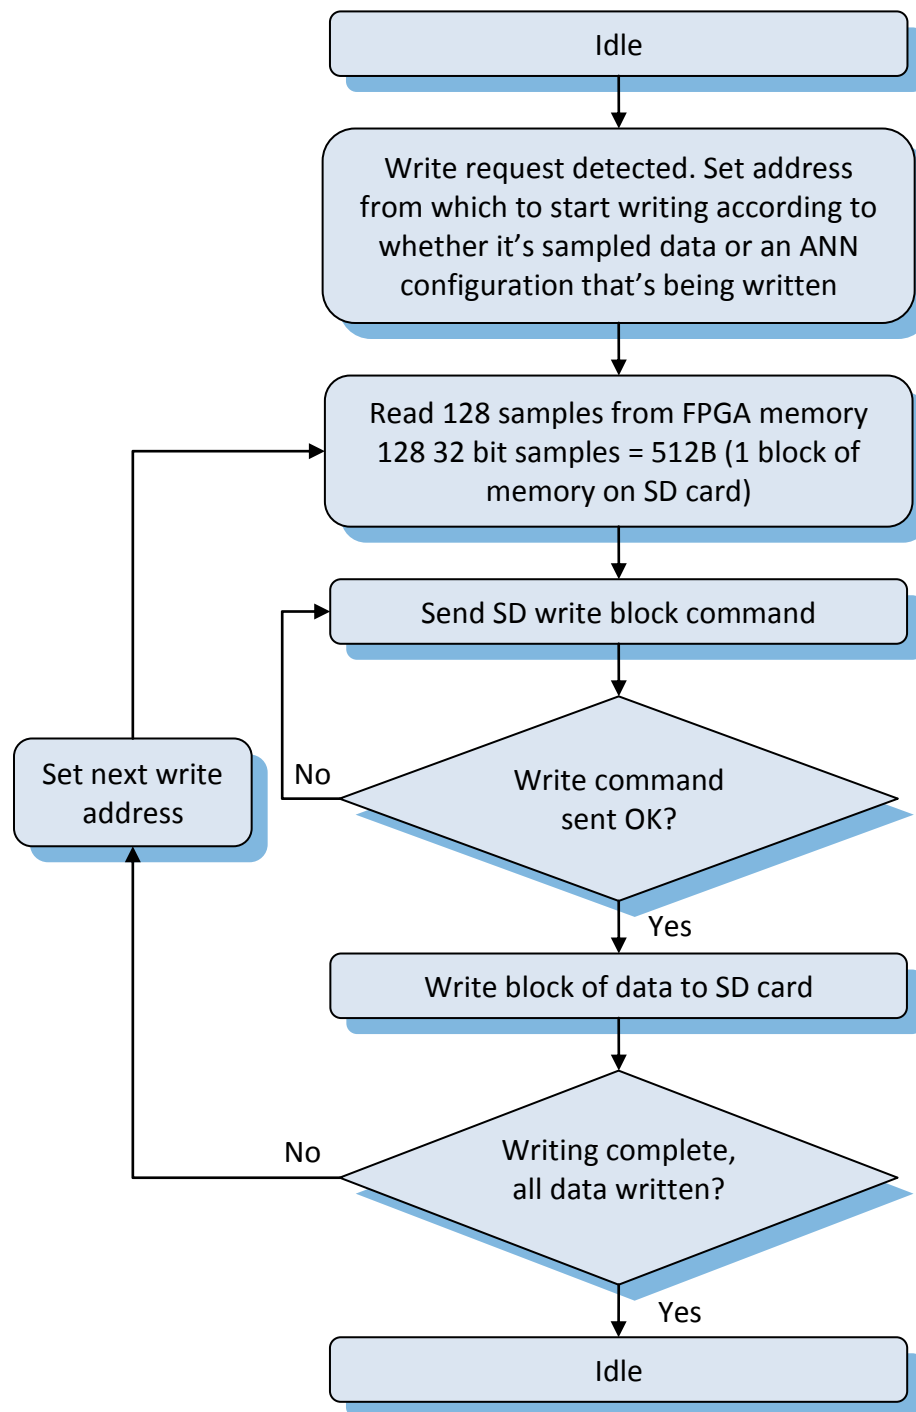 Idle
Write request detected. Set address
from which to start writing according to
whether it’s sampled data or an ANN
configuration that’s being written
Read 128 samples from FPGA memory
128 32 bit samples = 512B (1 block of
memory on SD card)
Send SD write block command
Set next write
address
No
Write command
sent OK?
Yes
Write block of data to SD card
No
Writing complete,
all data written?
Yes
Idle